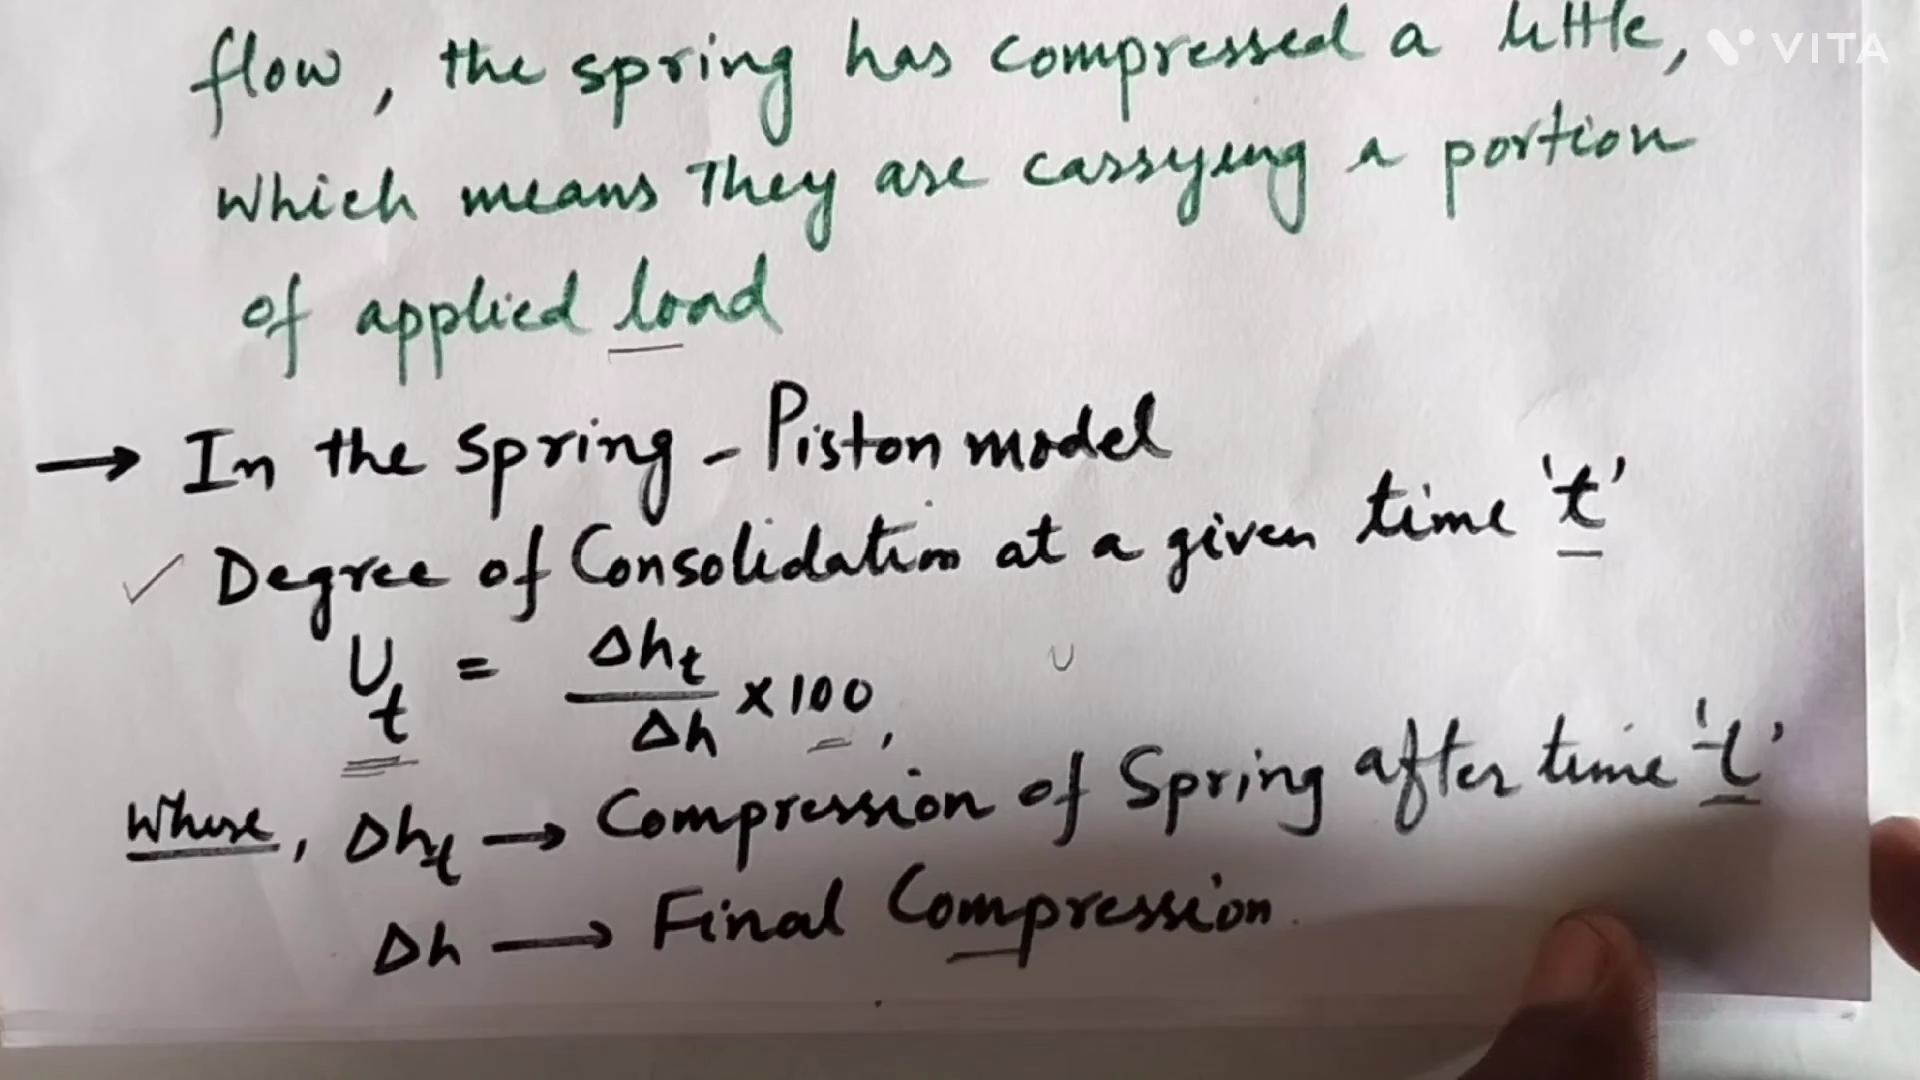 flow, the spring has compressed a little,
VITA
which means they are carrying a portion
of applied load
→ In the spring - Piston model
✓ Degree of Consolidation at a given time 't'
Ut = Δht / Δh × 100,
Where, Δht → Compression of Spring after time 't'
Δh → Final Compression.